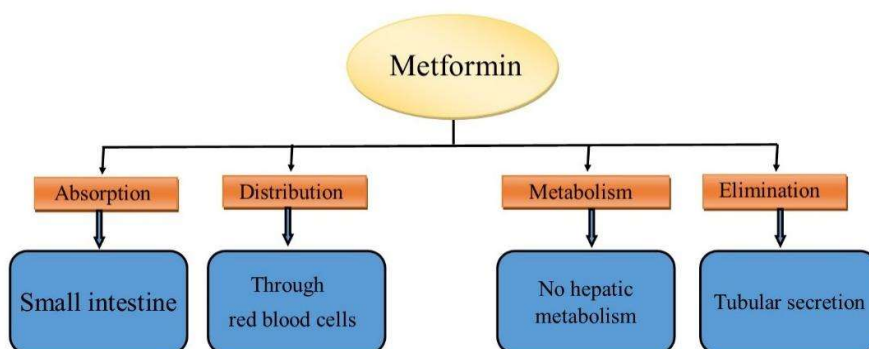 Metformin
Absorption
Distribution
Metabolism
Elimination
Small intestine
Through
red blood cells
No hepatic
metabolism
Tubular secretion